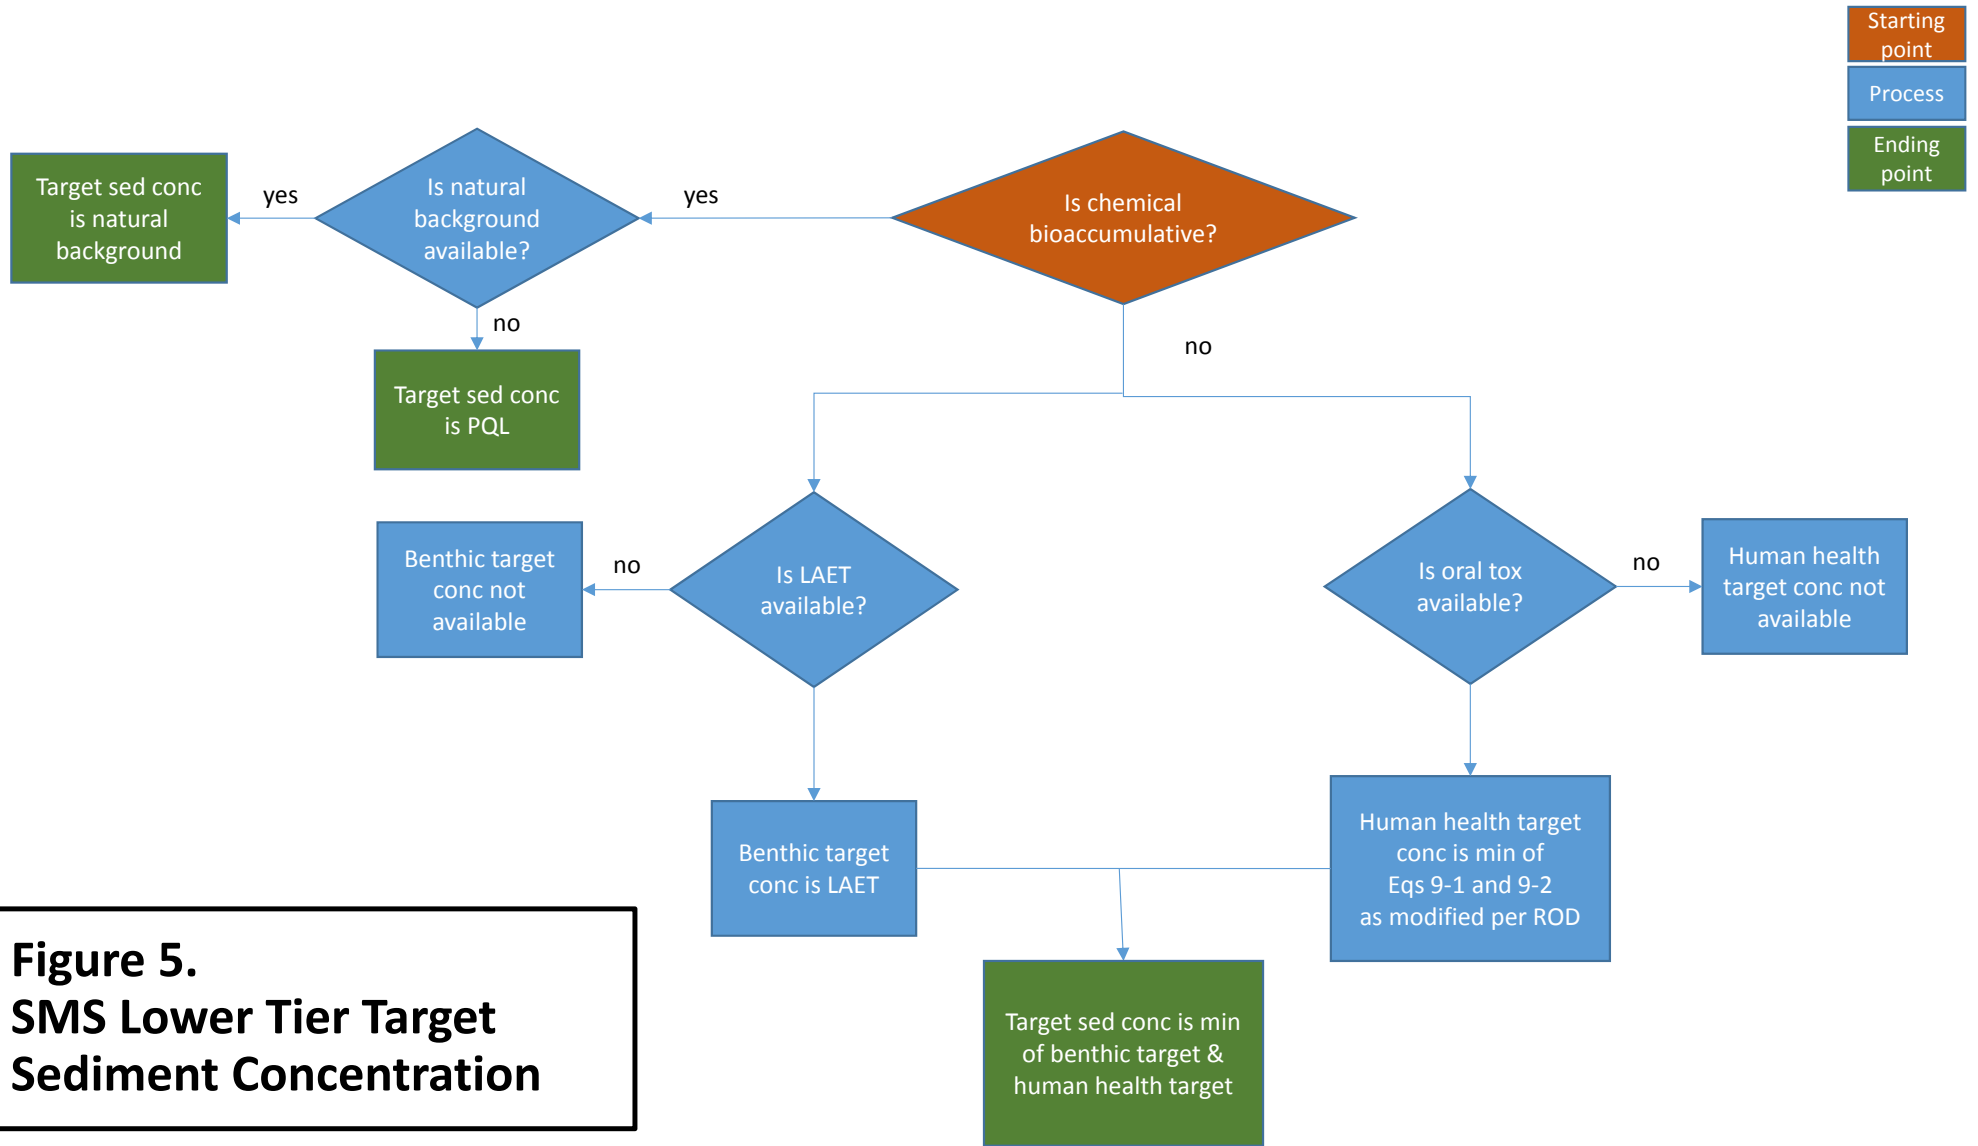 Starting
point
Process
Ending
point
Is chemical
bioaccumulative?
yes
Is natural
background
available?
yes
Target sed conc
is natural
background
no
Target sed conc
is PQL
no
Is LAET
available?
no
Benthic target
conc not
available
Is oral tox
available?
no
Human health
target conc not
available
Benthic target
conc is LAET
Human health target
conc is min of
Eqs 9-1 and 9-2
as modified per ROD
Target sed conc is min
of benthic target &
human health target
Figure 5.
SMS Lower Tier Target
Sediment Concentration